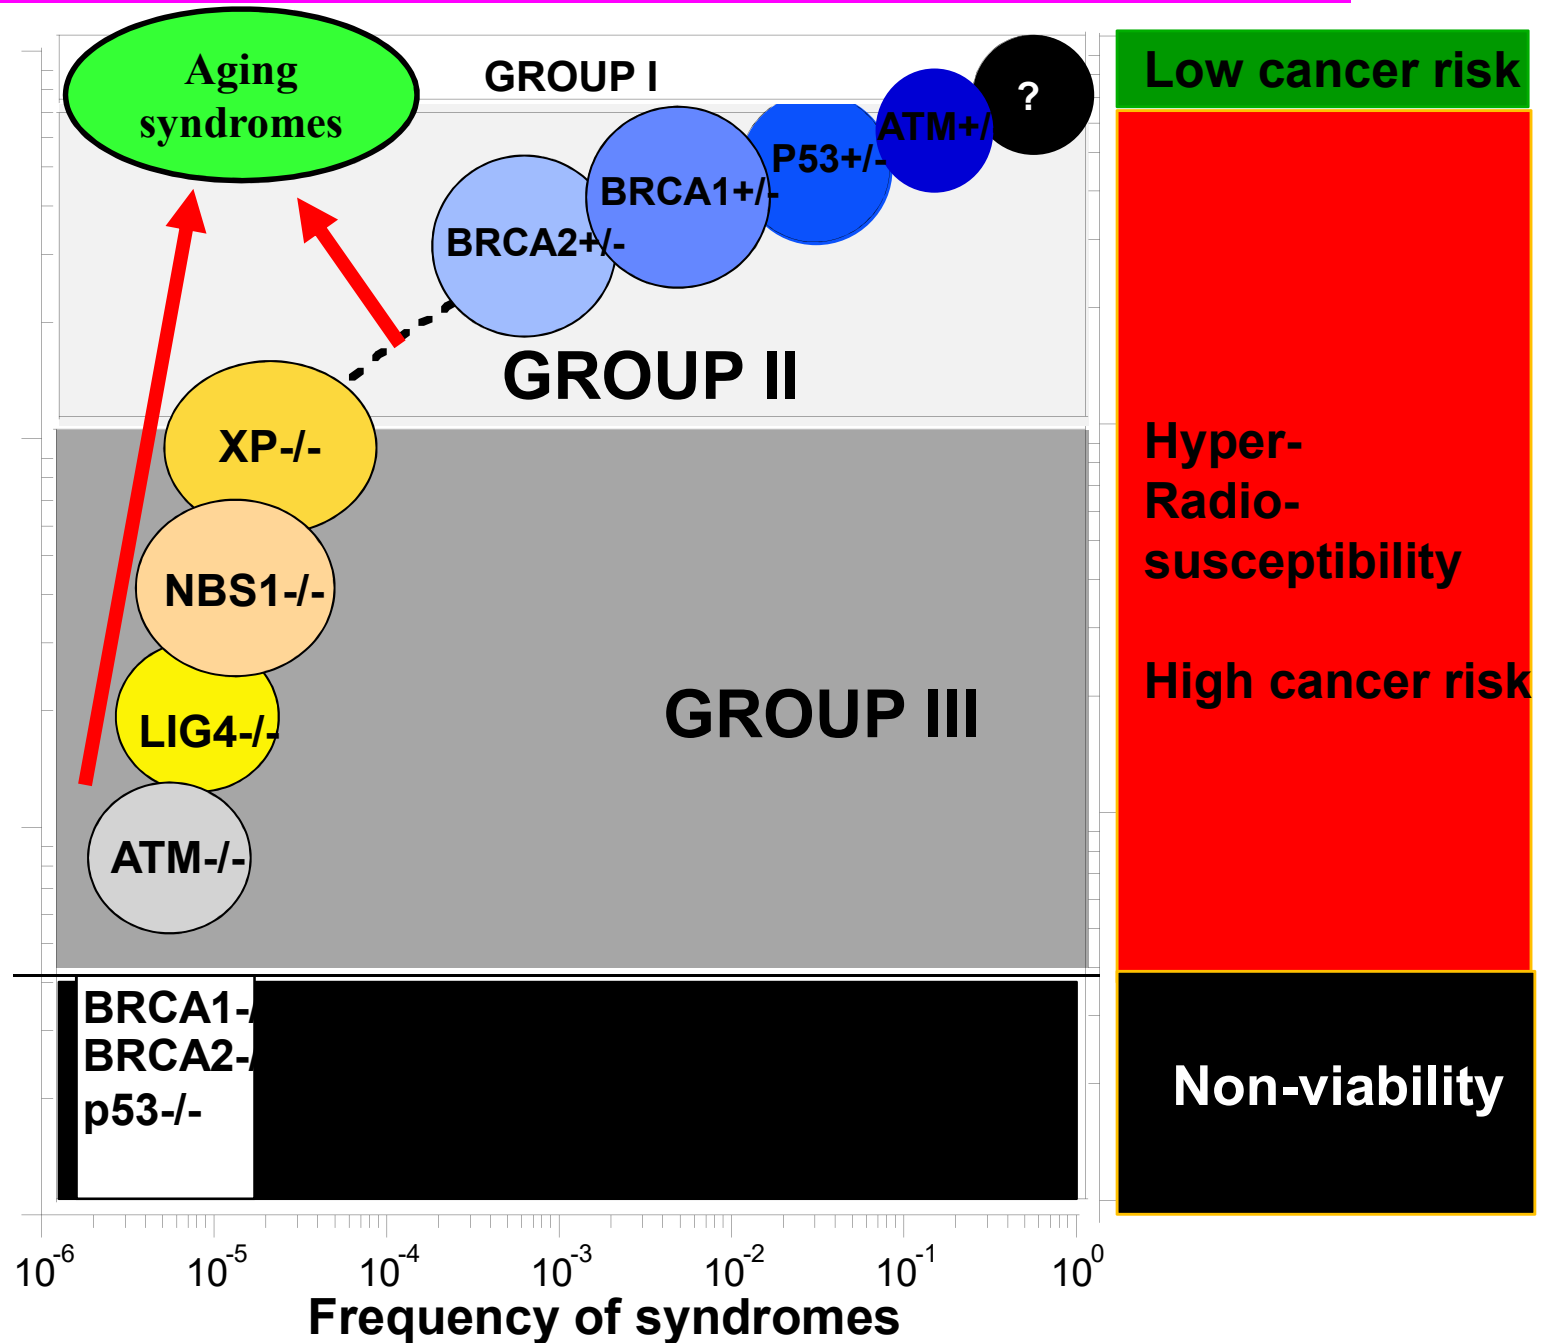 Aging
syndromes
GROUP I
?
ATM+/
P53+/-
BRCA1+/-
BRCA2+/-
GROUP II
XP-/-
NBS1-/-
GROUP III
LIG4-/-
ATM-/-
BRCA1-/
BRCA2-/
p53-/-
Low cancer risk
Hyper-
Radio-
susceptibility
High cancer risk
Non-viability
10^-6 10^-5 10^-4 10^-3 10^-2 10^-1 10^0
Frequency of syndromes